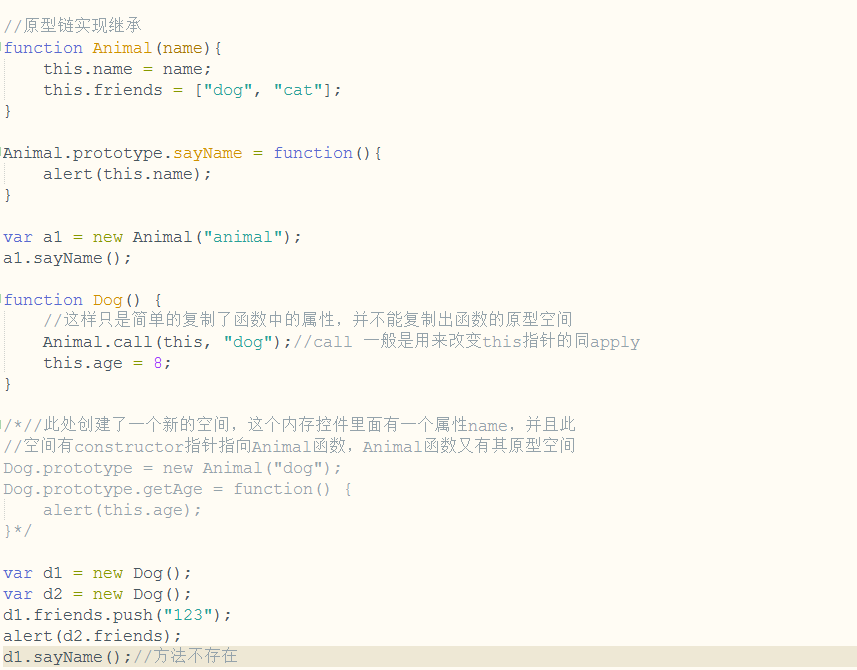 //原型链实现继承
function Animal(name){
    this.name = name;
    this.friends = ["dog", "cat"];
}
Animal.prototype.sayName = function(){
    alert(this.name);
}
var a1 = new Animal("animal");
a1.sayName();
function Dog() {
    //这样只是简单的复制了函数中的属性，并不能复制出函数的原型空间
    Animal.call(this, "dog");//call 一般是用来改变this指针的同apply
    this.age = 8;
}
/*//此处创建了一个新的空间，这个内存控件里面有一个属性name，并且此
//空间有constructor指针指向Animal函数，Animal函数又有其原型空间
Dog.prototype = new Animal("dog");
Dog.prototype.getAge = function() {
    alert(this.age);
}*/
var d1 = new Dog();
var d2 = new Dog();
d1.friends.push("123");
alert(d2.friends);
d1.sayName();//方法不存在